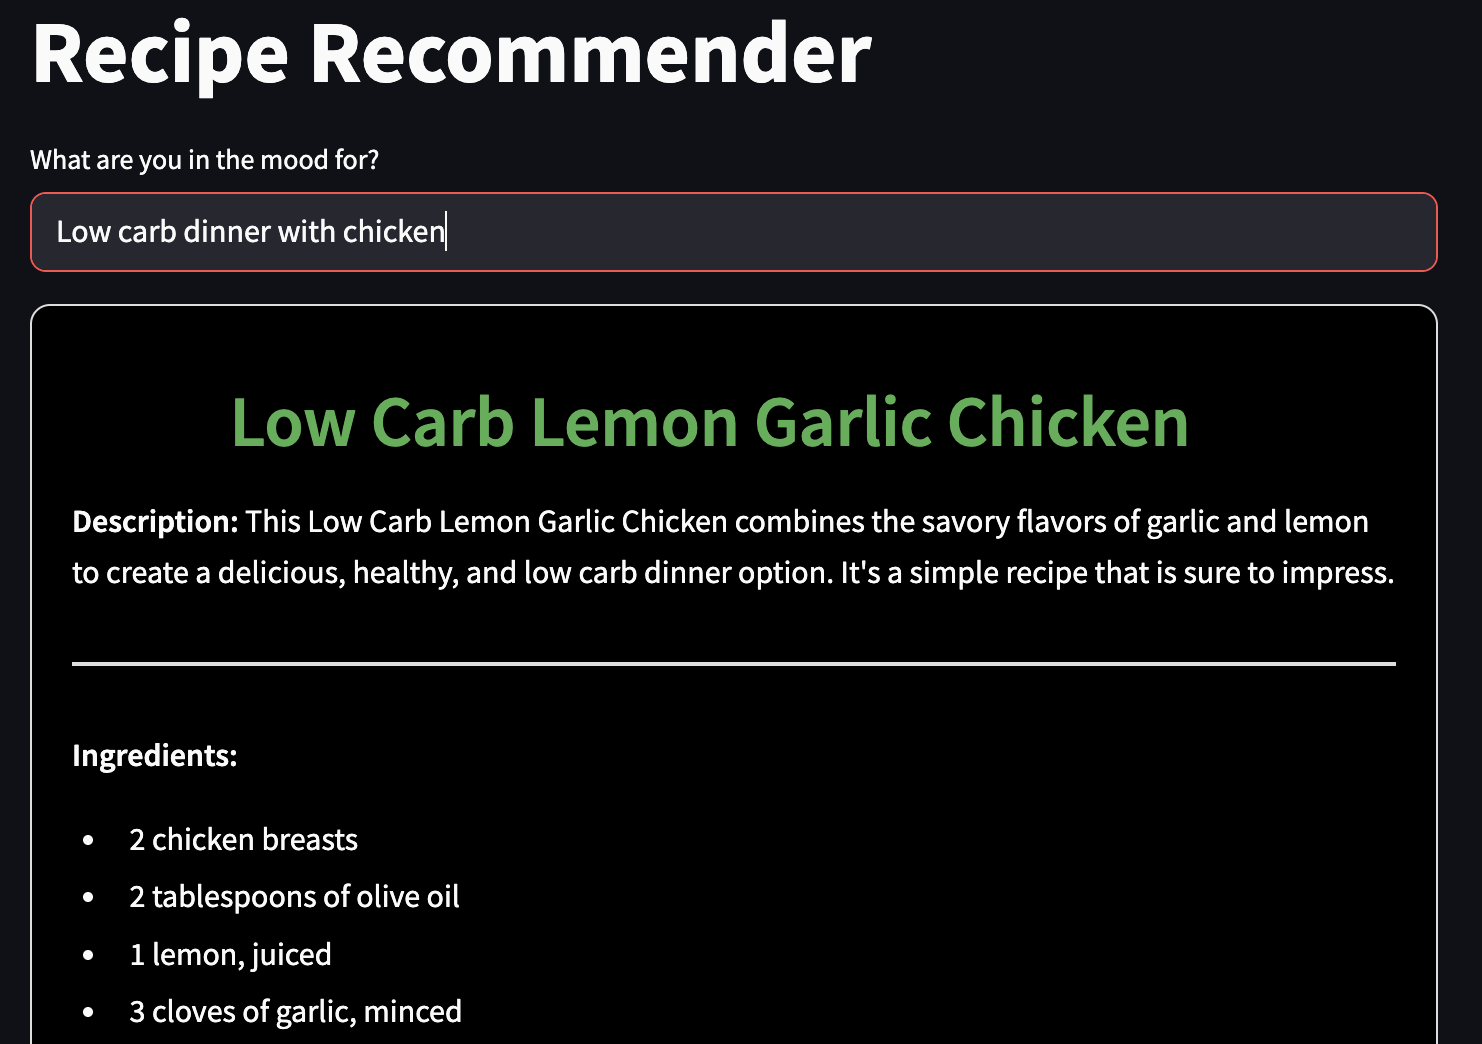 Recipe Recommender
What are you in the mood for?
Low carb dinner with chicken
Low Carb Lemon Garlic Chicken
Description: This Low Carb Lemon Garlic Chicken combines the savory flavors of garlic and lemon
to create a delicious, healthy, and low carb dinner option. It's a simple recipe that is sure to impress.
Ingredients:
• 2 chicken breasts
• 2 tablespoons of olive oil
• 1 lemon, juiced
• 3 cloves of garlic, minced